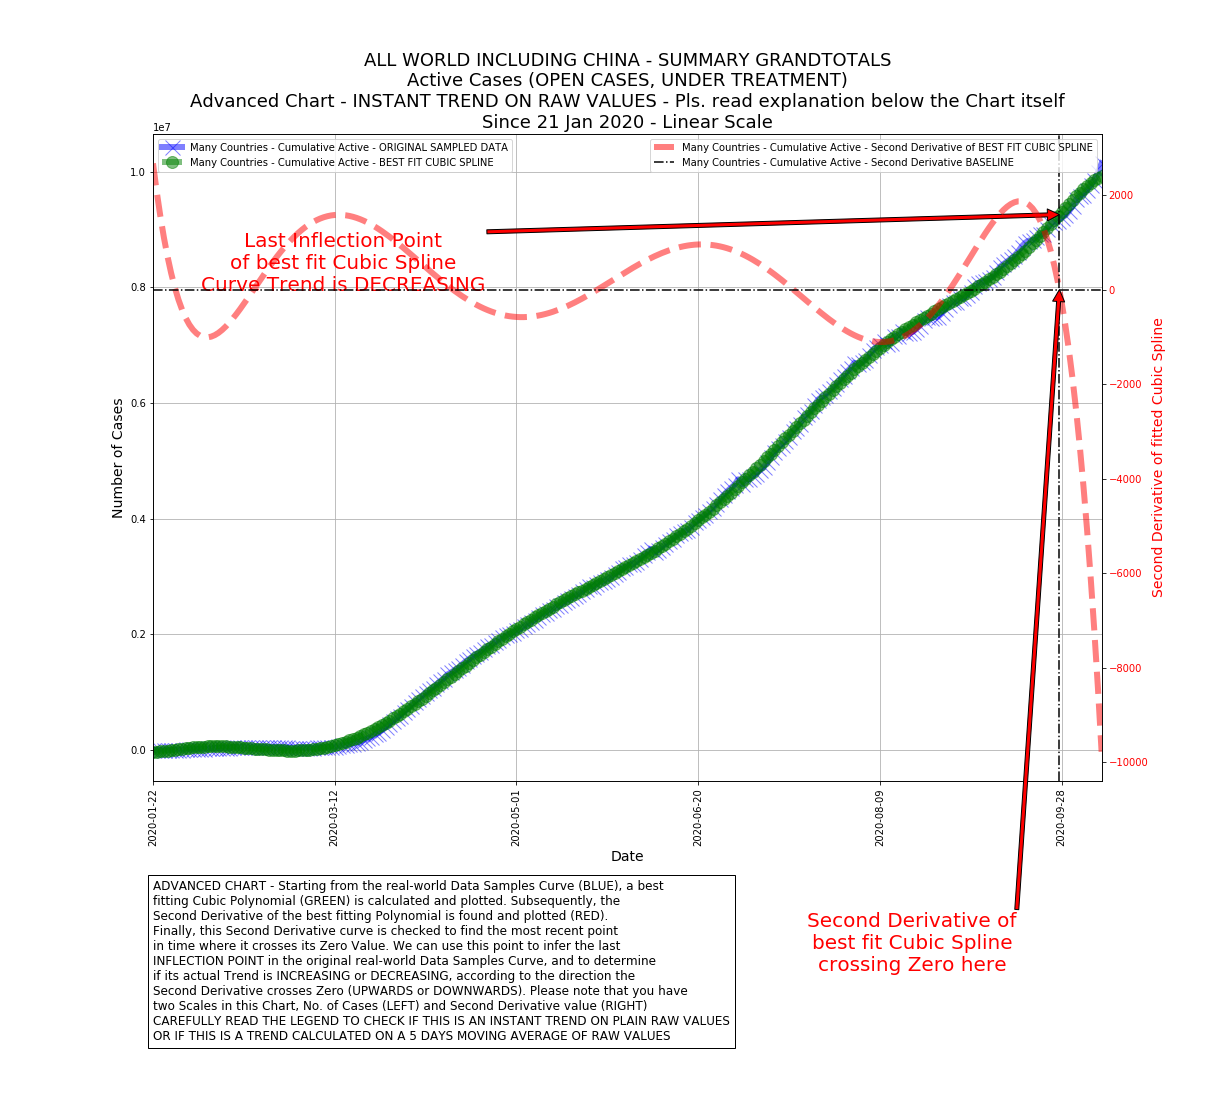 ALL WORLD INCLUDING CHINA - SUMMARY GRANDTOTALS
Active Cases (OPEN CASES, UNDER TREATMENT)
Advanced Chart - INSTANT TREND ON RAW VALUES - Pls. read explanation below the Chart itself
Since 21 Jan 2020 - Linear Scale
1e7
Many Countries - Cumulative Active - ORIGINAL SAMPLED DATA
Many Countries - Cumulative Active - BEST FIT CUBIC SPLINE
Many Countries - Cumulative Active - Second Derivative of BEST FIT CUBIC SPLINE
Many Countries - Cumulative Active - Second Derivative BASELINE
Last Inflection Point
of best fit Cubic Spline
Curve Trend is DECREASING
Number of Cases
1.0
0.8
0.6
0.4
0.2
0.0
2000
0
−2000
−4000
−6000
−8000
−10000
Second Derivative of fitted Cubic Spline
2020-01-22
2020-03-12
2020-05-01
2020-06-20
2020-08-09
2020-09-28
Date
ADVANCED CHART - Starting from the real-world Data Samples Curve (BLUE), a best
fitting Cubic Polynomial (GREEN) is calculated and plotted. Subsequently, the
Second Derivative of the best fitting Polynomial is found and plotted (RED).
Finally, this Second Derivative curve is checked to find the most recent point
in time where it crosses its Zero Value. We can use this point to infer the last
INFLECTION POINT in the original real-world Data Samples Curve, and to determine
if its actual Trend is INCREASING or DECREASING, according to the direction the
Second Derivative crosses Zero (UPWARDS or DOWNWARDS). Please note that you have
two Scales in this Chart, No. of Cases (LEFT) and Second Derivative value (RIGHT)
CAREFULLY READ THE LEGEND TO CHECK IF THIS IS AN INSTANT TREND ON PLAIN RAW VALUES
OR IF THIS IS A TREND CALCULATED ON A 5 DAYS MOVING AVERAGE OF RAW VALUES
Second Derivative of
best fit Cubic Spline
crossing Zero here